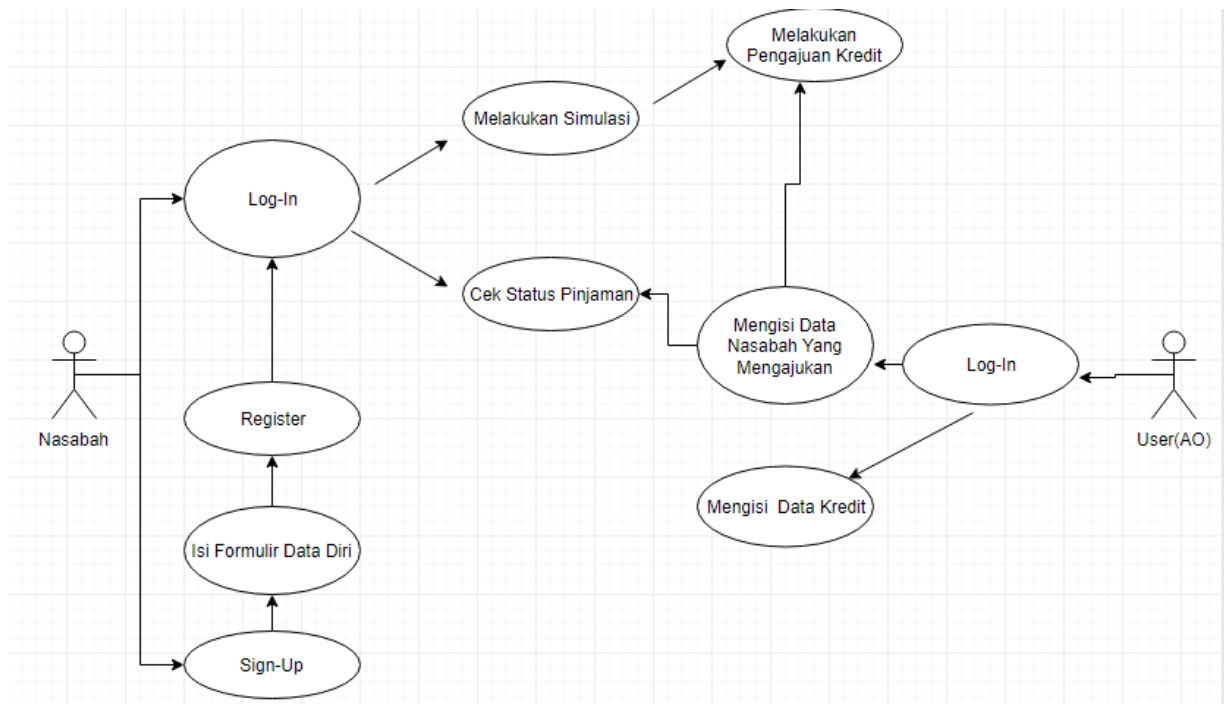 Melakukan
Pengajuan Kredit
Melakukan Simulasi
Log-In
Cek Status Pinjaman
Mengisi Data
Nasabah Yang
Mengajukan
Log-In
Nasabah
Register
User(AO)
Mengisi Data Kredit
Isi Formulir Data Diri
Sign-Up